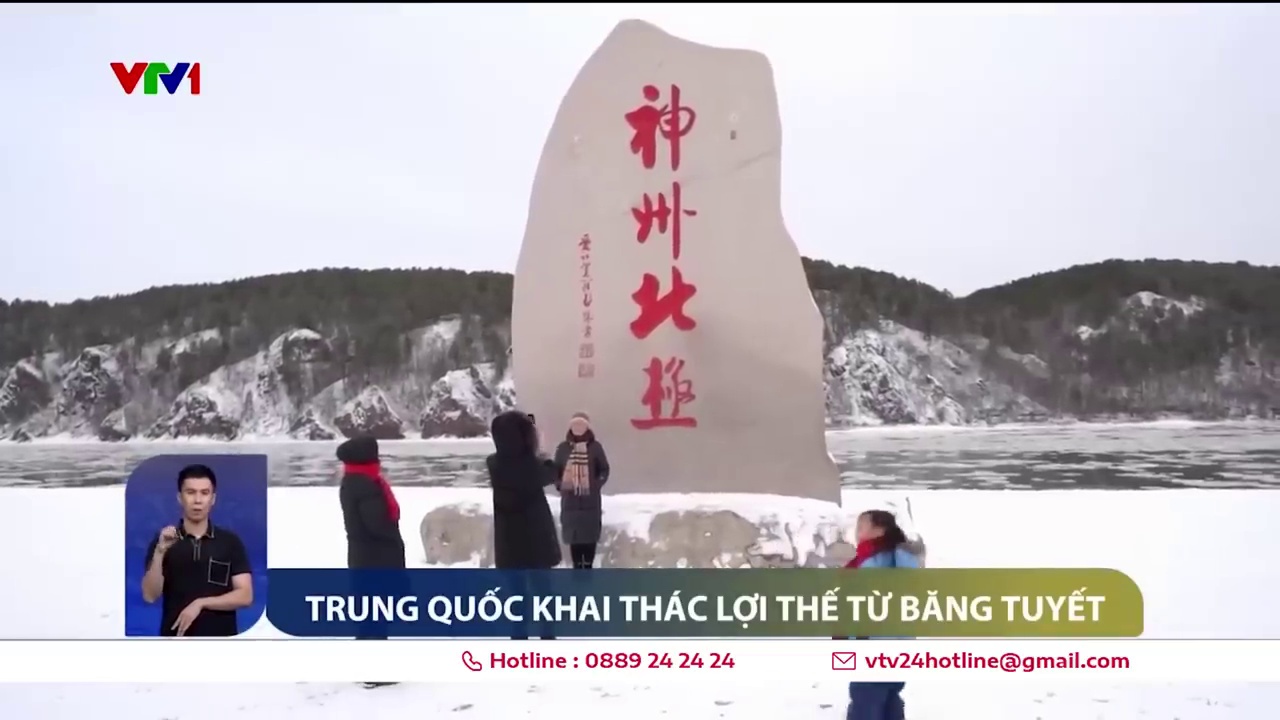 VTV1
神州北極
TRUNG QUỐC KHAI THÁC LỢI THẾ TỪ BĂNG TUYẾT
Hotline : 0889 24 24 24
vtv24hotline@gmail.com